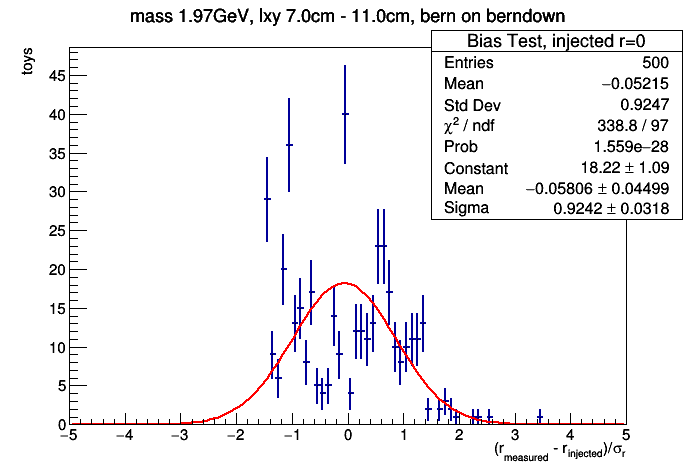 mass 1.97GeV, lxy 7.0cm - 11.0cm, bern on berndown
Bias Test, injected r=0
Entries 500
Mean −0.05215
Std Dev 0.9247
χ² / ndf 338.8 / 97
Prob 1.559e−28
Constant 18.22 ± 1.09
Mean −0.05806 ± 0.04499
Sigma 0.9242 ± 0.0318
toys
45
40
35
30
25
20
15
10
5
0
−5 −4 −3 −2 −1 0 1 2 3 4 5
(r_measured - r_injected)/σ_r